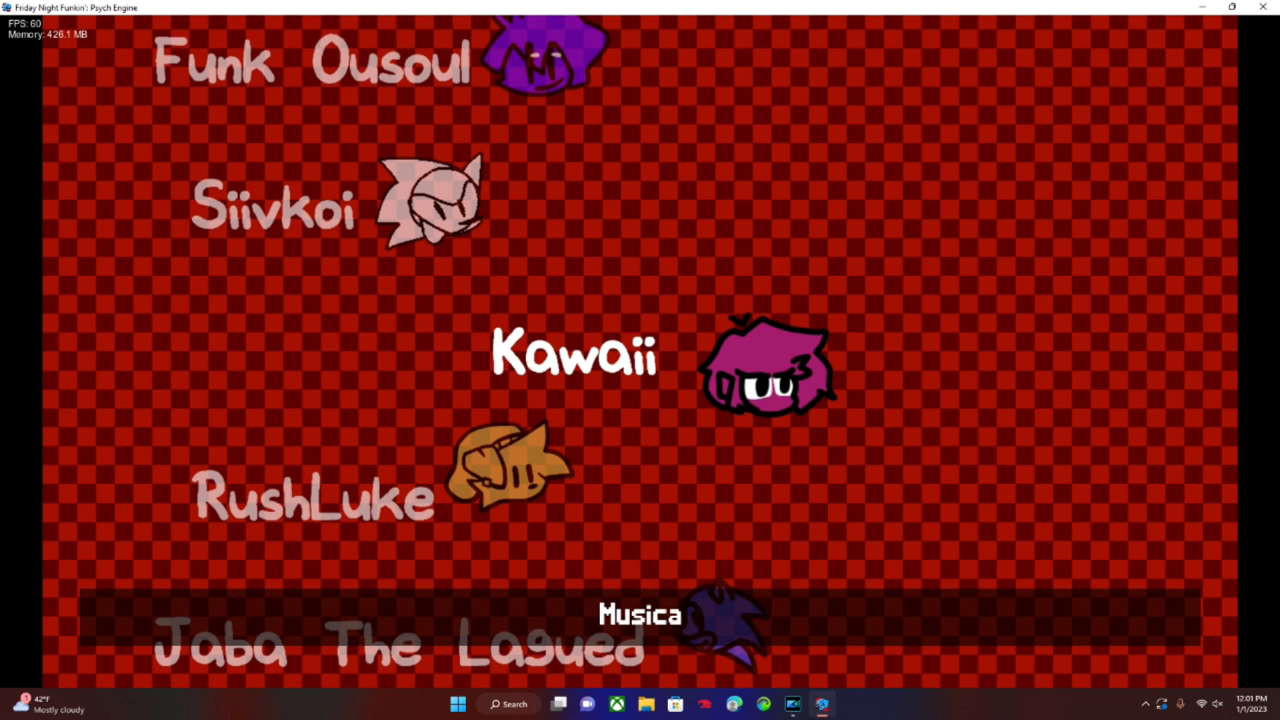 Friday Night Funkin': Psych Engine
FPS: 60
Memory: 426.1 MB
Funk Ousoul
Siivkoi
Kawaii
RushLuke
Musica
Jaba The Lagued
1
42°F
Mostly cloudy
Search
12:01 PM
1/1/2023